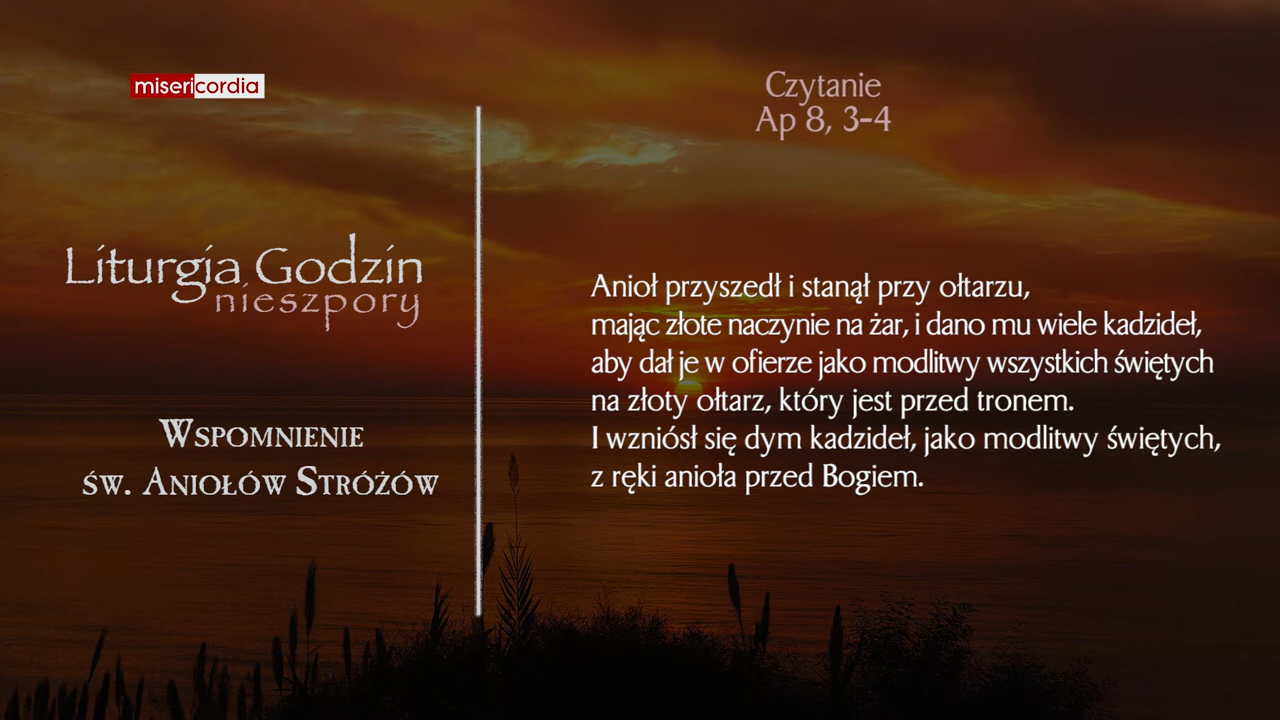 misericordia
Liturgia Godzin
nieszpory
Wspomnienie
św. Aniołów Stróżów
Czytanie
Ap 8, 3-4
Anioł przyszedł i stanął przy ołtarzu,
mając złote naczynie na żar, i dano mu wiele kadzideł,
aby dał je w ofierze jako modlitwy wszystkich świętych
na złoty ołtarz, który jest przed tronem.
I wzniósł się dym kadzideł, jako modlitwy świętych,
z ręki anioła przed Bogiem.